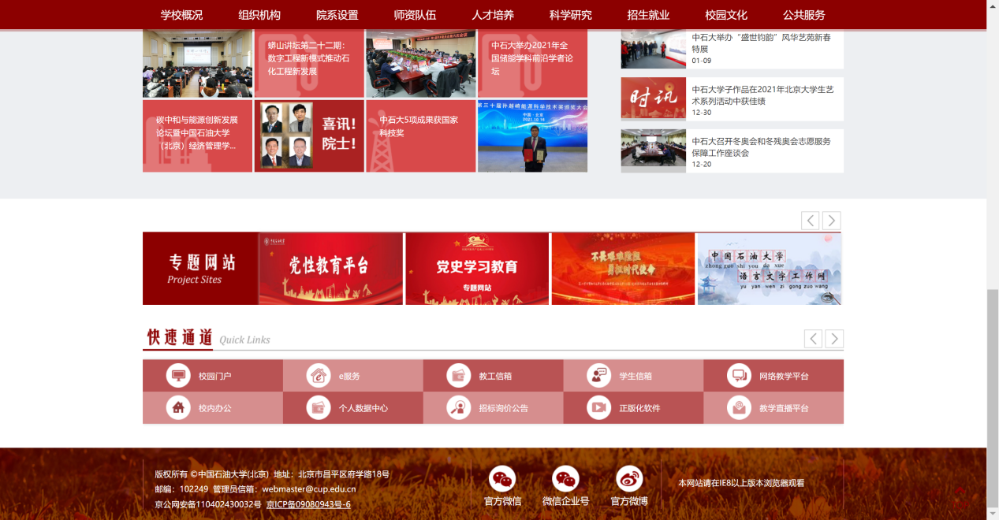 学校概况 组织机构 院系设置 师资队伍 人才培养 科学研究 招生就业 校园文化 公共服务
蟒山讲坛第二十二期：
数字工程新模式推动石
化工程新发展
中石大举办2021年全
国储能学科前沿学者论
坛
碳中和与能源创新发展
论坛暨中国石油大学
（北京）经济管理学...
喜讯!
院士!
中石大5项成果获国家
科技奖
第三十届孙越崎能源科学技术奖颁奖大会
中国·北京
2021.10.16
中石大举办“盛世钧韵”风华艺苑新春
特展
01-09
时讯
中石大学子作品在2021年北京大学生艺
术系列活动中获佳绩
12-30
中石大召开冬奥会和冬残奥会志愿服务
保障工作座谈会
12-20
专题网站
Project Sites
党性教育平台
党史学习教育
专题网站
不畏艰难险阻
勇担时代使命
中国石油大学
zhong guo shi you da xue
语言文字工作网
yu yan wen zi gong zuo wang
快速通道 Quick Links
校园门户 e服务 教工信箱 学生信箱 网络教学平台
校内办公 个人数据中心 招标询价公告 正版化软件 教学直播平台
版权所有 ©中国石油大学(北京) 地址：北京市昌平区府学路18号
邮编：102249 管理员信箱：webmaster@cup.edu.cn
京公网安备110402430032号 京ICP备09080943号-6
官方微信 微信企业号 官方微博
本网站请在IE8以上版本浏览器观看